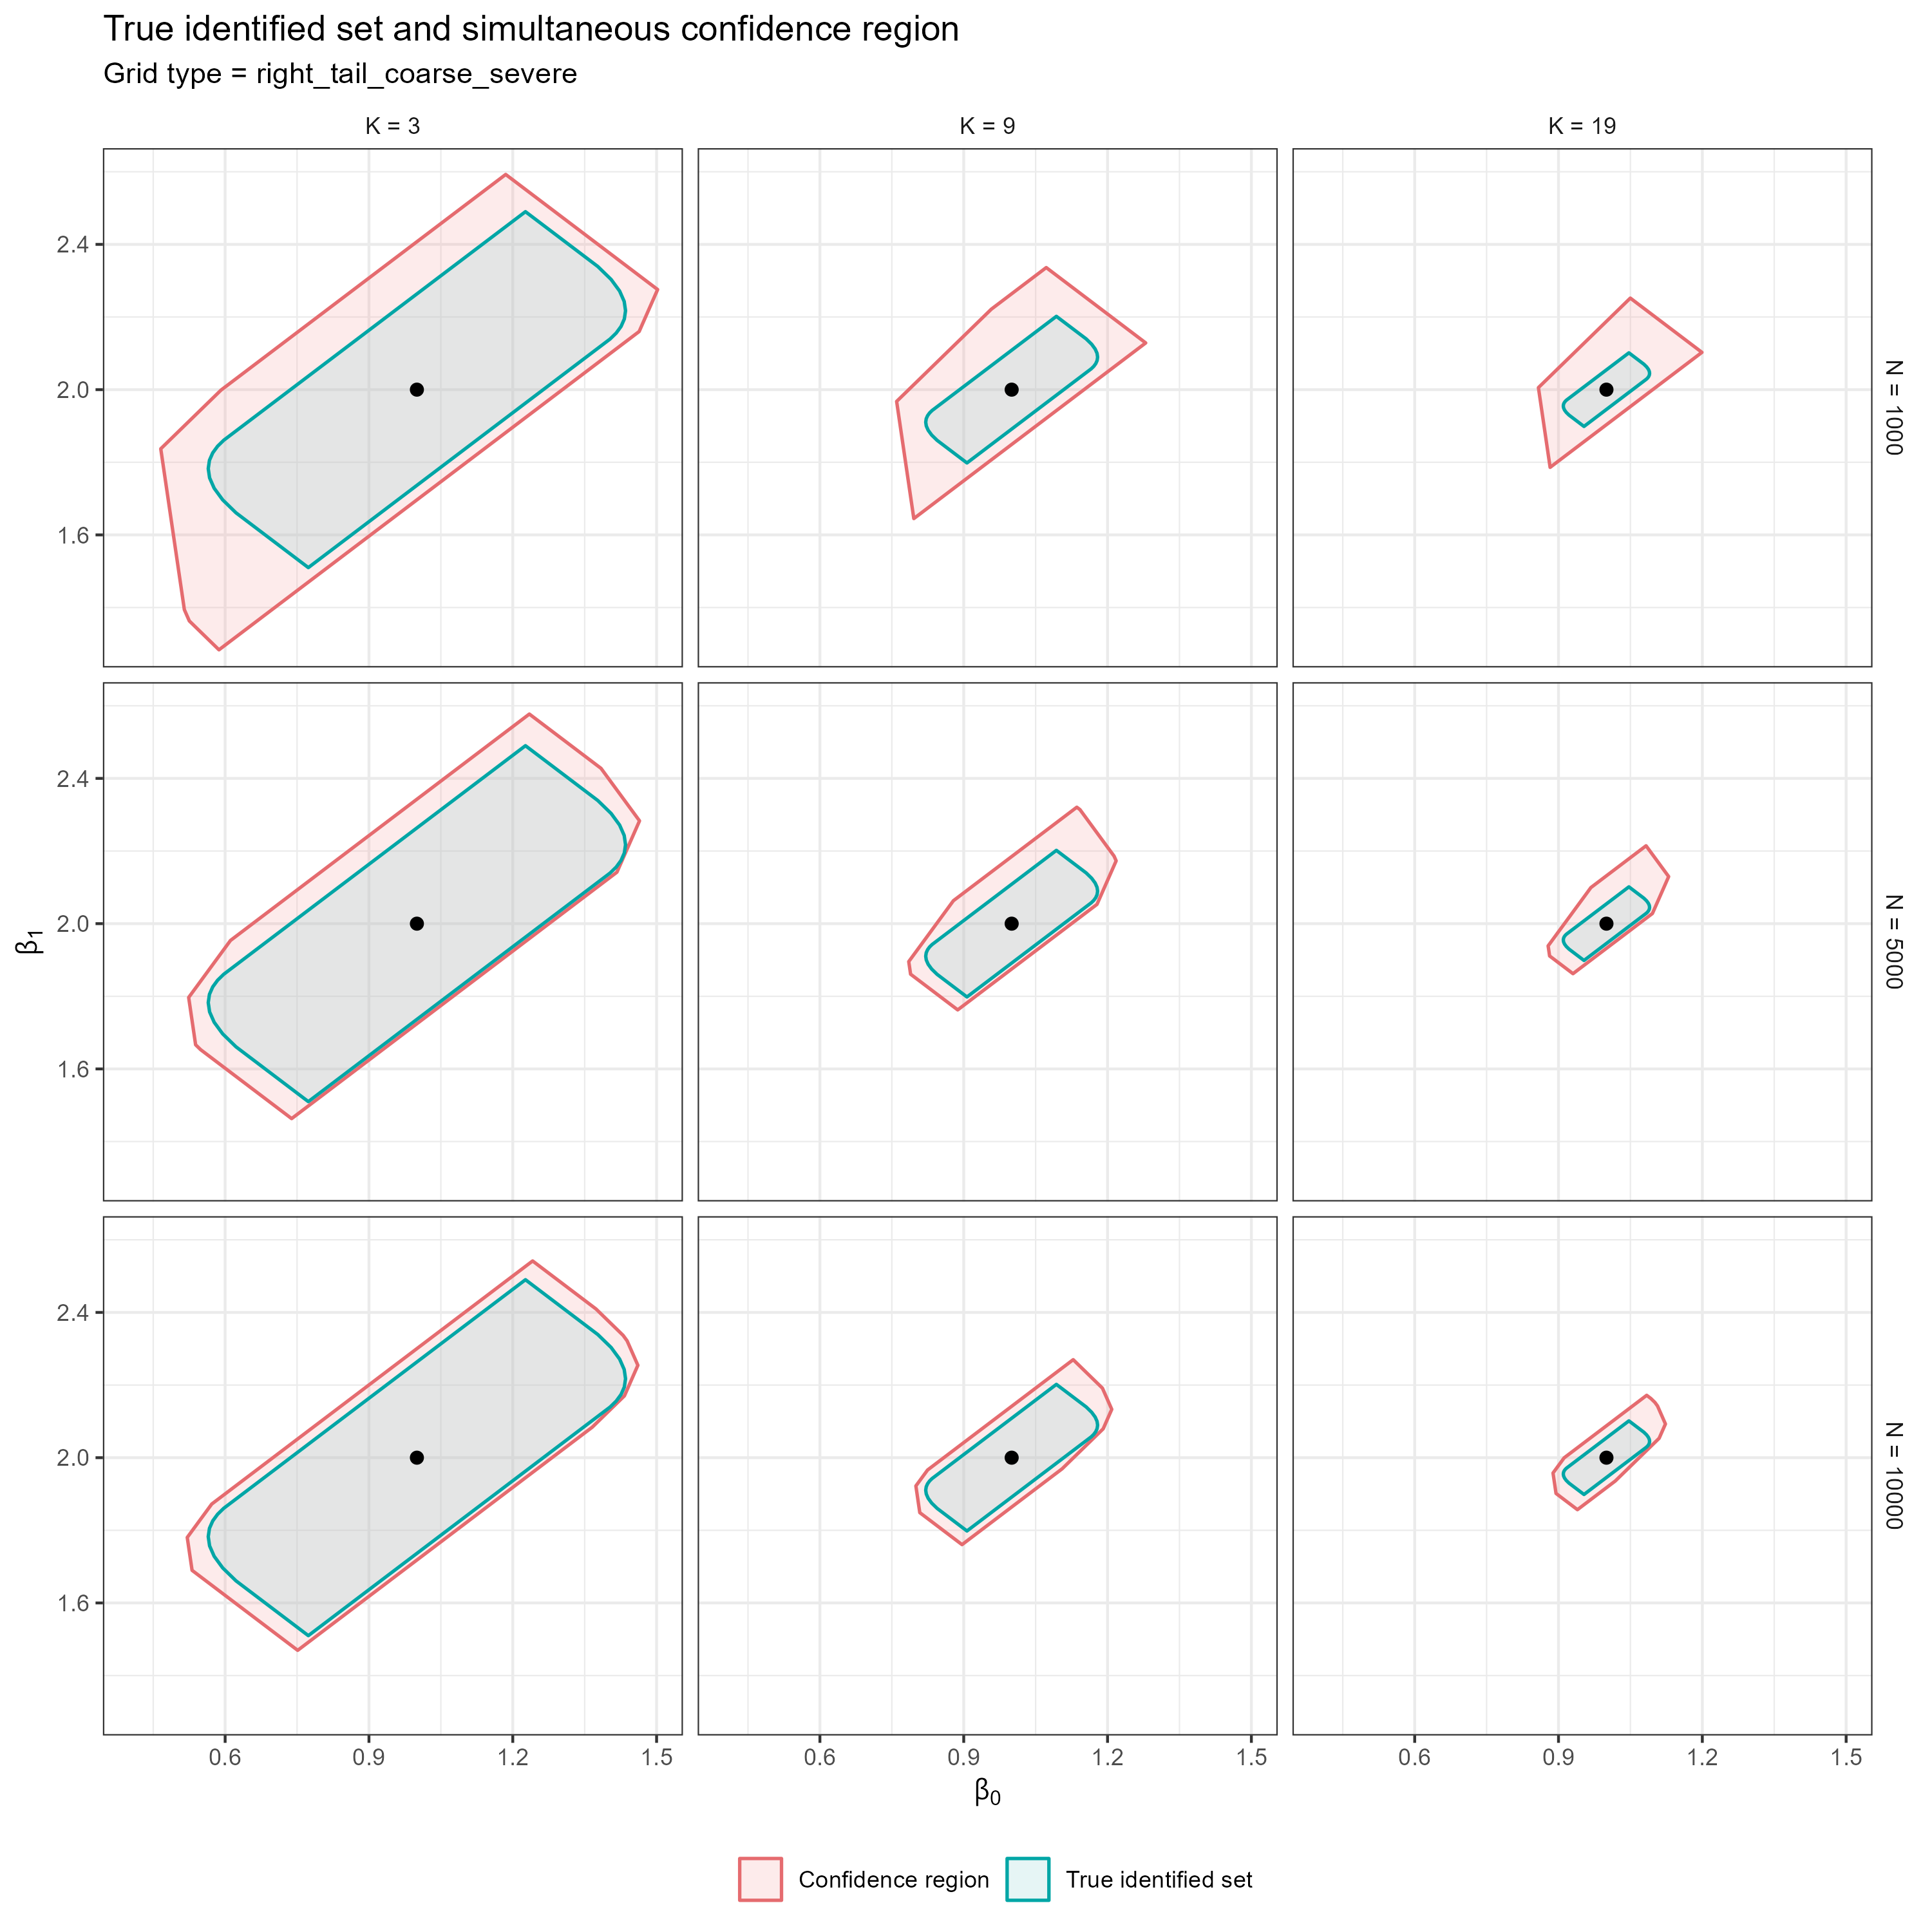 True identified set and simultaneous confidence region
Grid type = right_tail_coarse_severe
K = 3
K = 9
K = 19
2.4
2.0
1.6
N = 1000
2.4
2.0
1.6
N = 5000
2.4
2.0
1.6
N = 10000
β1
0.6 0.9 1.2 1.5
0.6 0.9 1.2 1.5
0.6 0.9 1.2 1.5
β0
Confidence region
True identified set